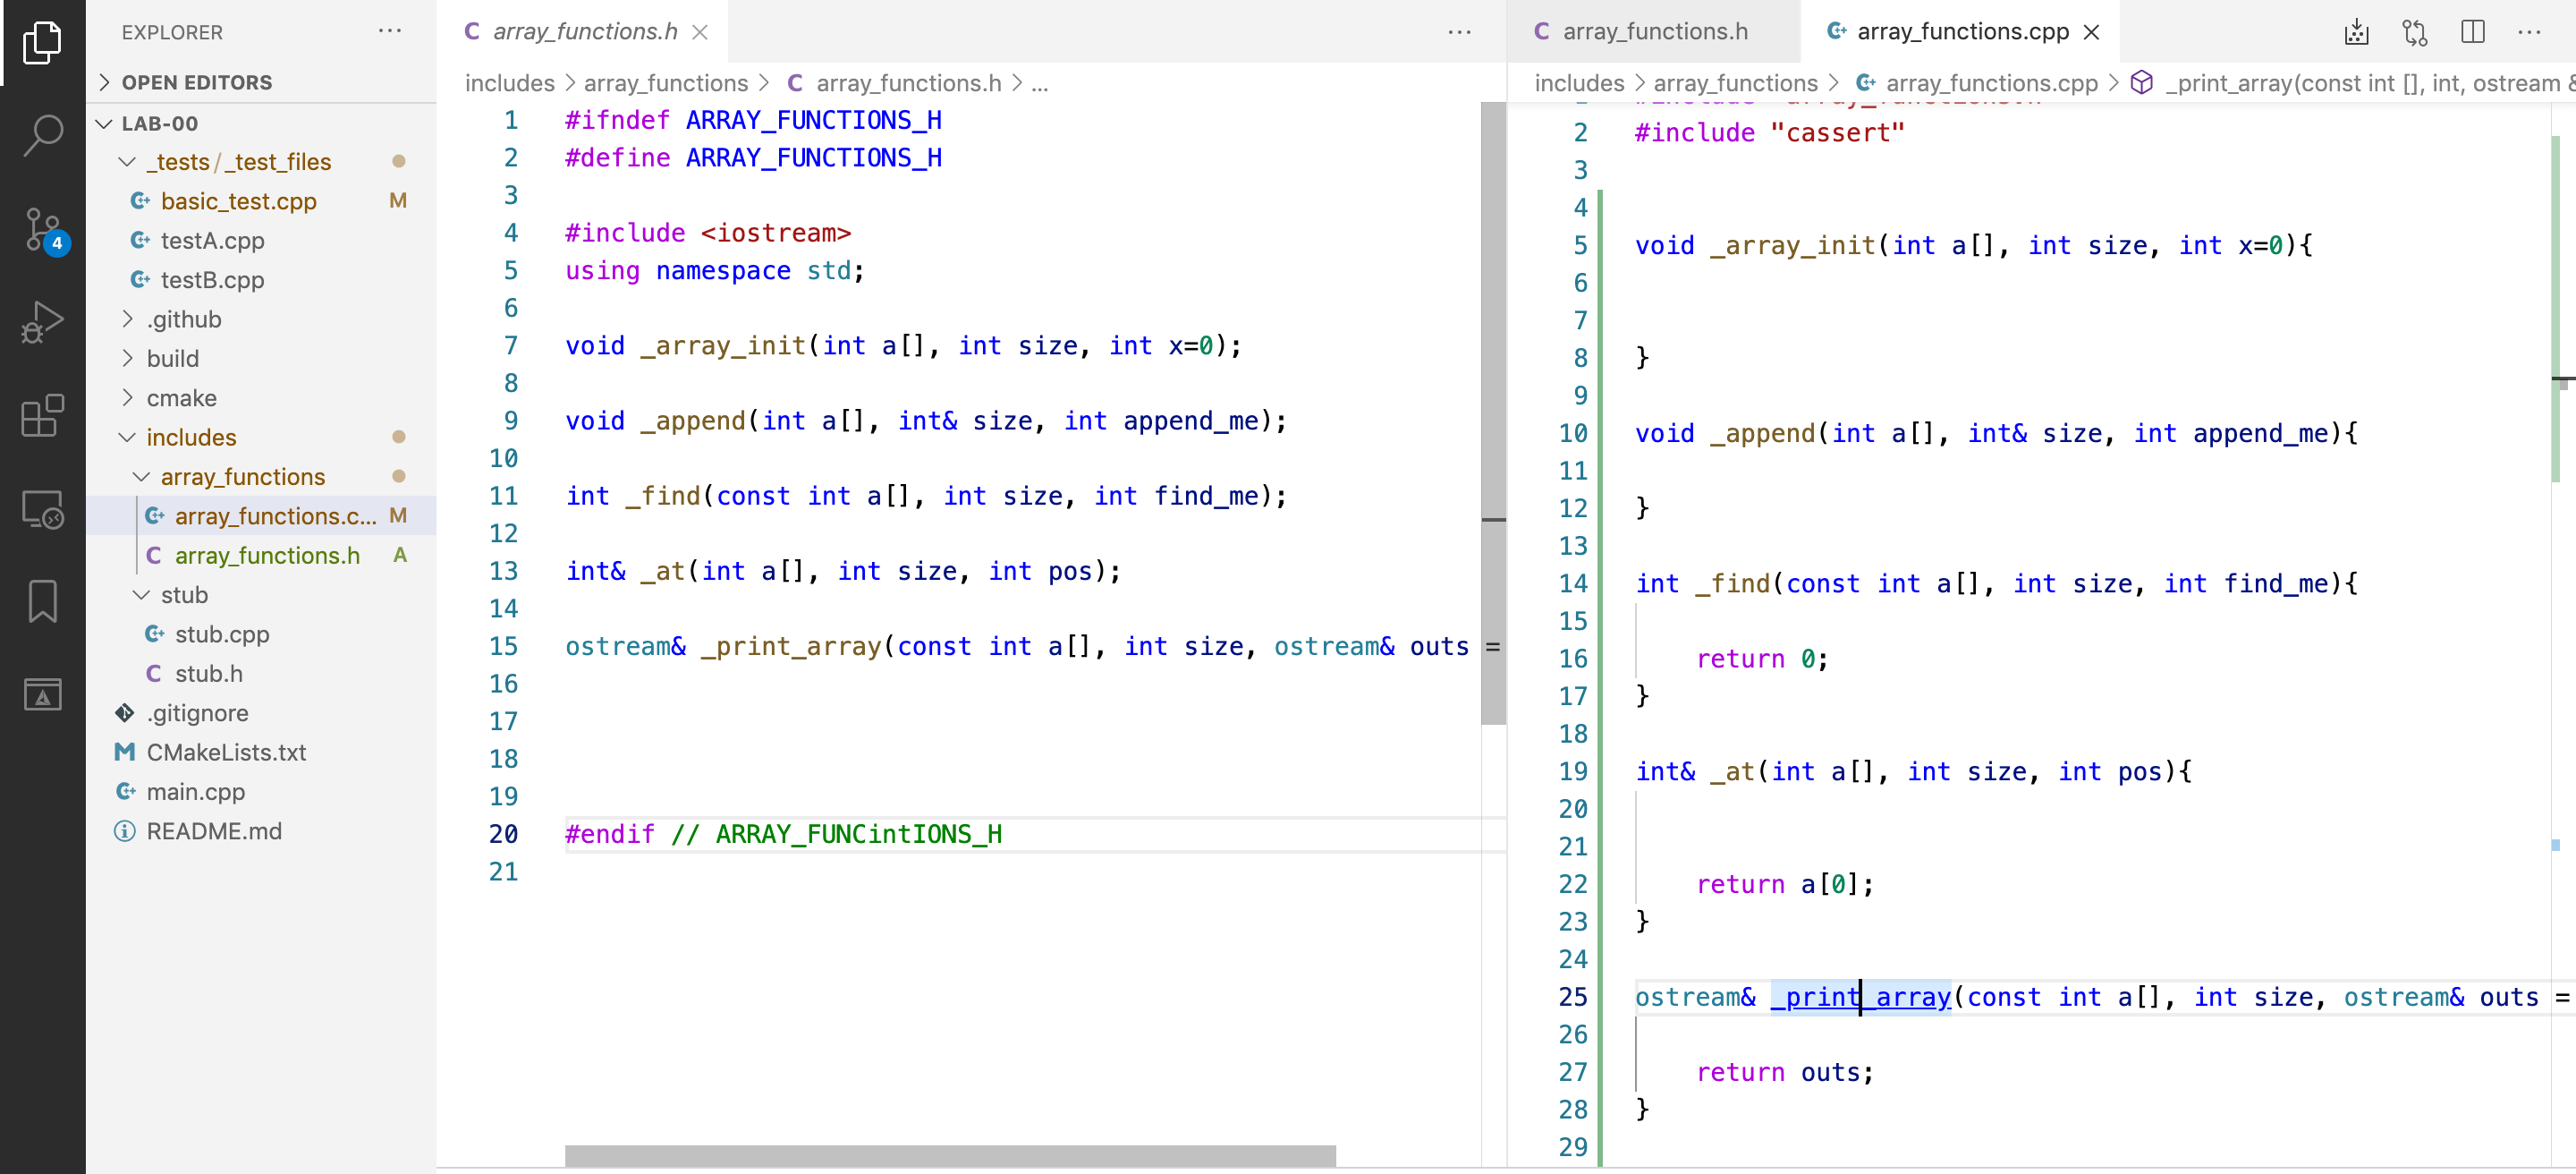 EXPLORER
OPEN EDITORS
LAB-00
_tests / _test_files
basic_test.cpp M
testA.cpp
testB.cpp
.github
build
cmake
includes
array_functions
array_functions.c... M
array_functions.h A
stub
stub.cpp
stub.h
.gitignore
CMakeLists.txt
main.cpp
README.md
4
array_functions.h
includes > array_functions > array_functions.h > ...
1 #ifndef ARRAY_FUNCTIONS_H
2 #define ARRAY_FUNCTIONS_H
3
4 #include <iostream>
5 using namespace std;
6
7 void _array_init(int a[], int size, int x=0);
8
9 void _append(int a[], int& size, int append_me);
10
11 int _find(const int a[], int size, int find_me);
12
13 int& _at(int a[], int size, int pos);
14
15 ostream& _print_array(const int a[], int size, ostream& outs =
16
17
18
19
20 #endif // ARRAY_FUNCintIONS_H
21
array_functions.h
array_functions.cpp
includes > array_functions > array_functions.cpp > _print_array(const int [], int, ostream &
2 #include "cassert"
3
4
5 void _array_init(int a[], int size, int x=0){
6
7
8 }
9
10 void _append(int a[], int& size, int append_me){
11
12 }
13
14 int _find(const int a[], int size, int find_me){
15
16 return 0;
17 }
18
19 int& _at(int a[], int size, int pos){
20
21
22 return a[0];
23 }
24
25 ostream& _print_array(const int a[], int size, ostream& outs =
26
27 return outs;
28 }
29